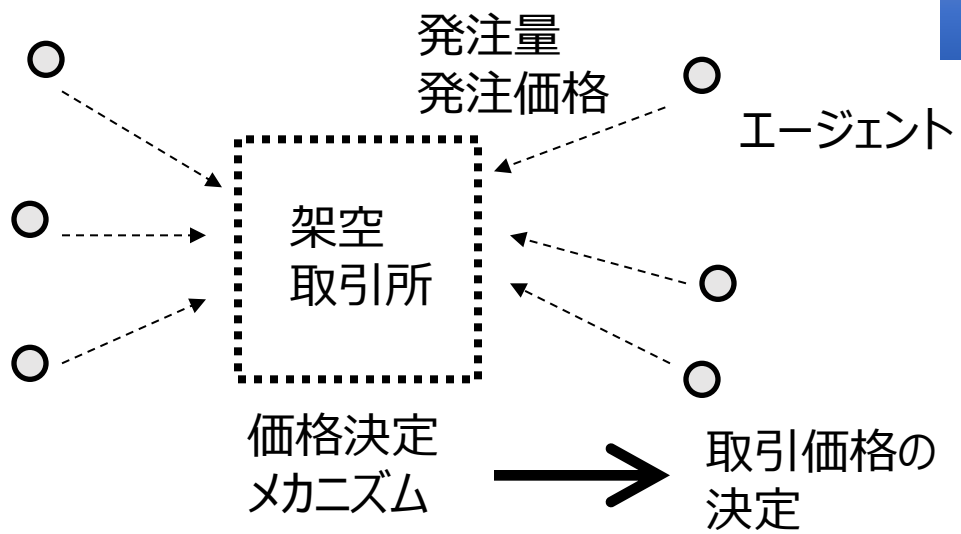 発注量
発注価格
エージェント
架空
取引所
価格決定
メカニズム
取引価格の
決定